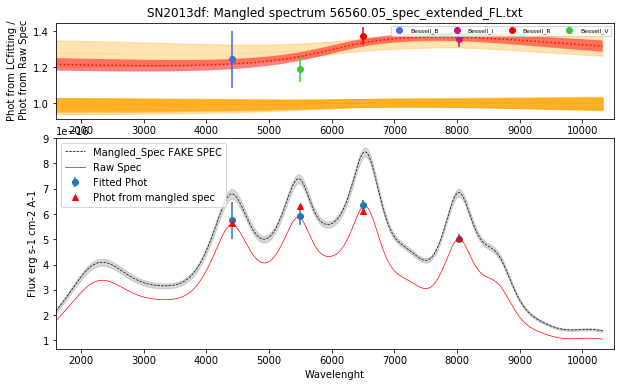 SN2013df: Mangled spectrum 56560.05_spec_extended_FL.txt
Phot from LCfitting /
Phot from Raw Spec
1.4
1.2
1.0
Bessell_B
Bessell_I
Bessell_R
Bessell_V
2000 3000 4000 5000 6000 7000 8000 9000 10000
Flux erg s-1 cm-2 A-1
9
8
7
6
5
4
3
2
1
Mangled_Spec FAKE SPEC
Raw Spec
Fitted Phot
Phot from mangled spec
2000 3000 4000 5000 6000 7000 8000 9000 10000
Wavelenght